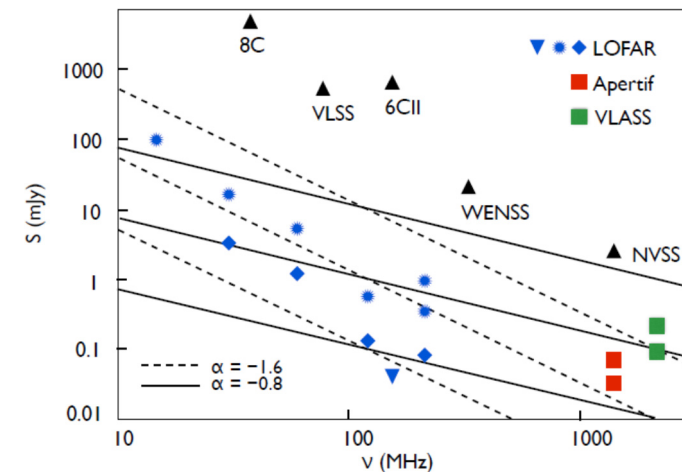 8C
LOFAR
1000
VLSS
6CII
Apertif
100
VLASS
S (mJy)
10
WENSS
NVSS
1
0.1
α = −1.6
α = −0.8
0.01
10
100
1000
ν (MHz)